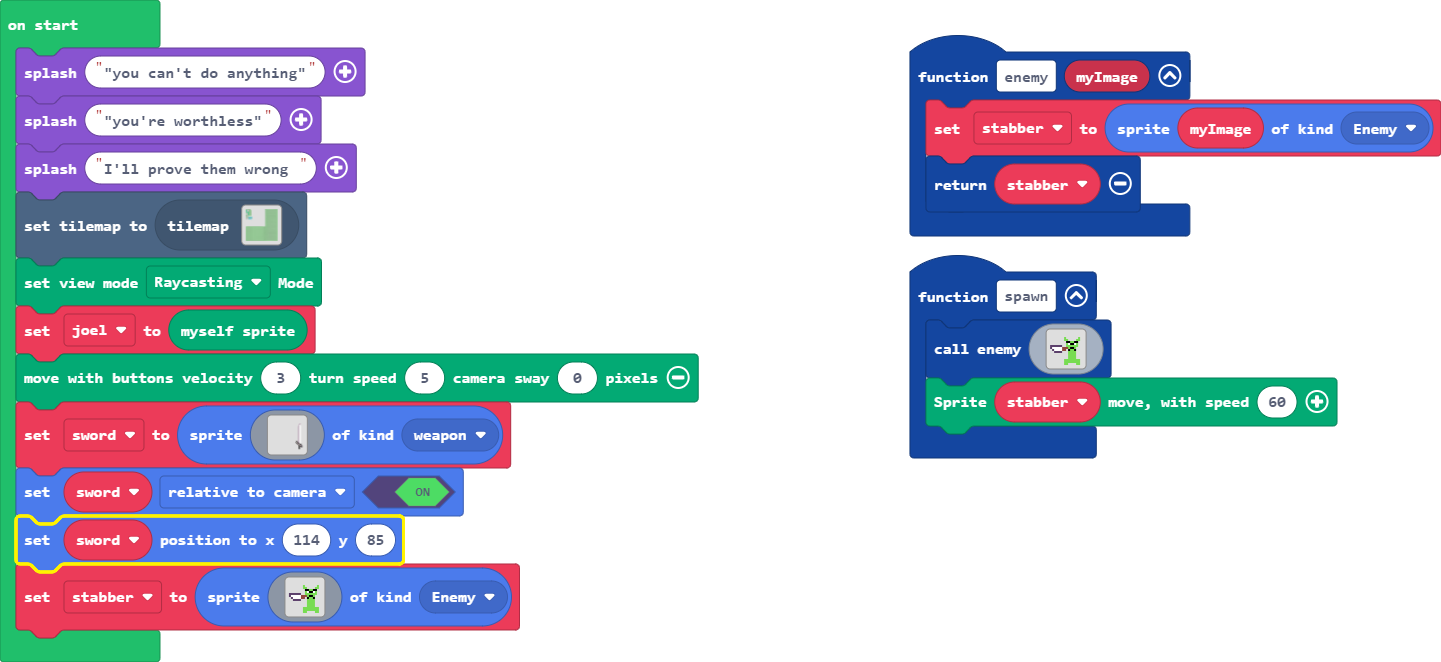 on start
splash ""you can't do anything""
splash ""you're worthless""
splash "I'll prove them wrong "
set tilemap to tilemap
set view mode Raycasting Mode
set joel to myself sprite
move with buttons velocity 3 turn speed 5 camera sway 0 pixels
set sword to sprite of kind weapon
set sword relative to camera ON
set sword position to x 114 y 85
set stabber to sprite of kind Enemy
function enemy myImage
set stabber to sprite myImage of kind Enemy
return stabber
function spawn
call enemy
Sprite stabber move, with speed 60